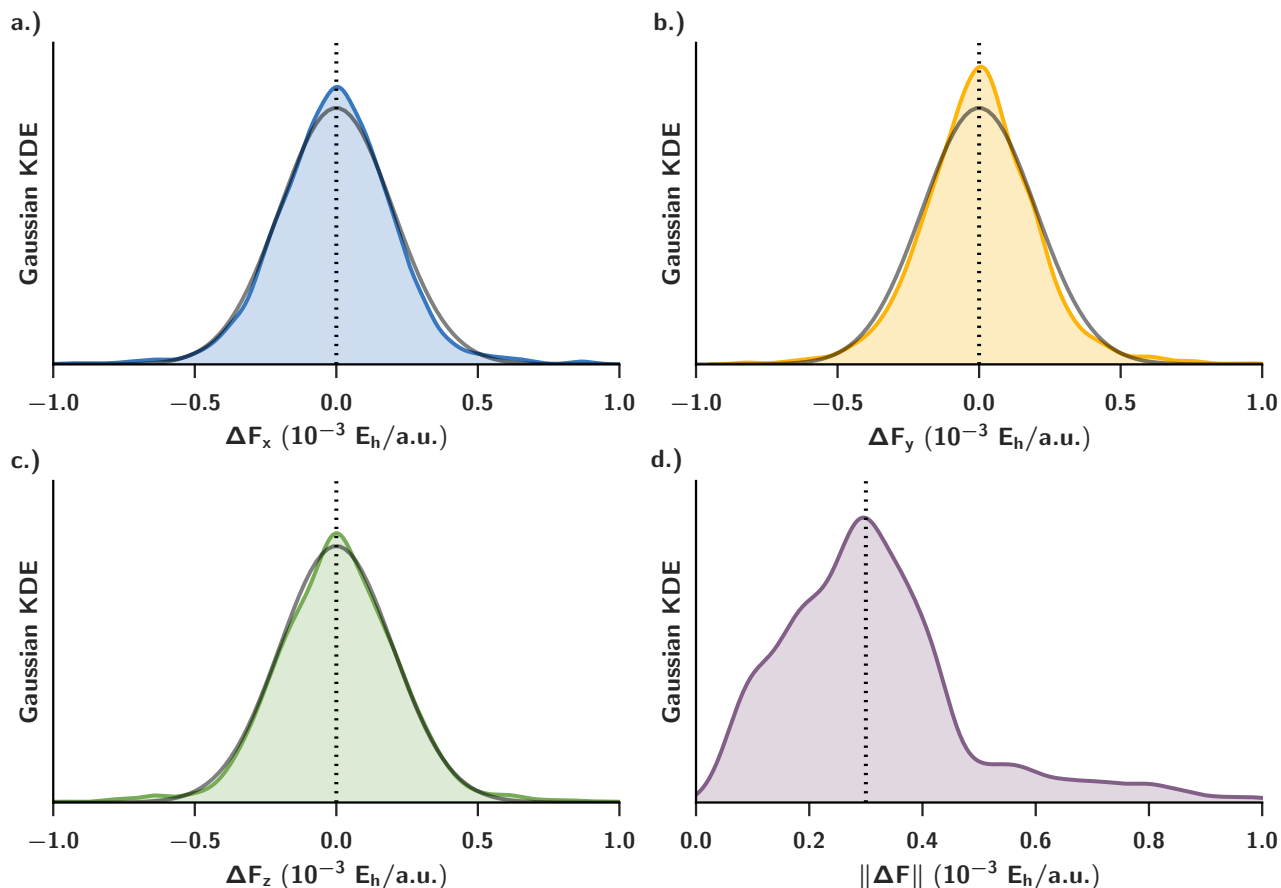 a.)
Gaussian KDE
−1.0 −0.5 0.0 0.5 1.0
ΔFₓ (10⁻³ Eₕ/a.u.)
b.)
Gaussian KDE
−1.0 −0.5 0.0 0.5 1.0
ΔF_y (10⁻³ Eₕ/a.u.)
c.)
Gaussian KDE
−1.0 −0.5 0.0 0.5 1.0
ΔF_z (10⁻³ Eₕ/a.u.)
d.)
Gaussian KDE
0.0 0.2 0.4 0.6 0.8 1.0
||ΔF|| (10⁻³ Eₕ/a.u.)